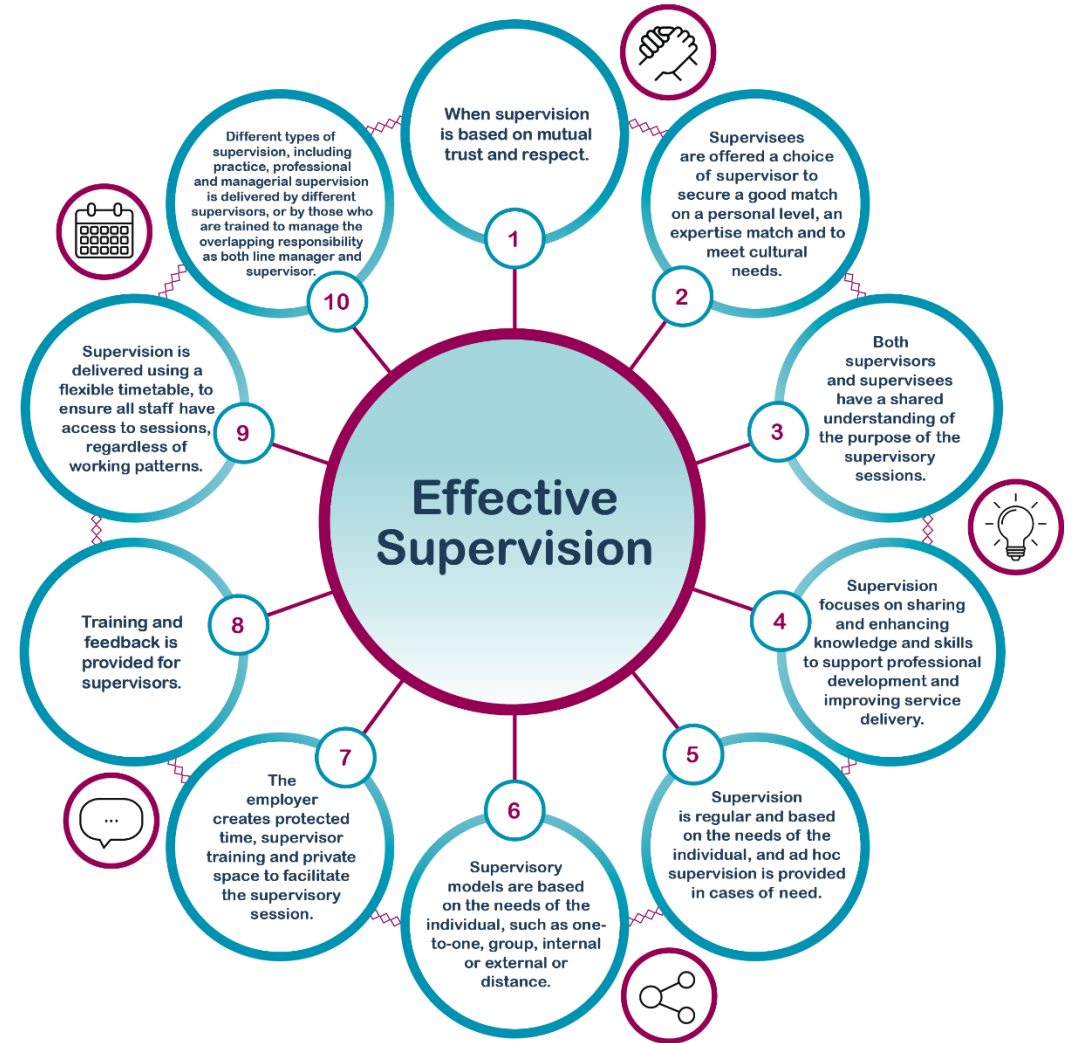 Effective
Supervision
When supervision
is based on mutual
trust and respect.
1
Supervisees
are offered a choice
of supervisor to
secure a good match
on a personal level, an
expertise match and to
meet cultural
needs.
2
Both
supervisors
and supervisees
have a shared
understanding of
the purpose of the
supervisory
sessions.
3
Supervision
focuses on sharing
and enhancing
knowledge and skills
to support professional
development and
improving service
delivery.
4
5
Supervision
is regular and based
on the needs of the
individual, and ad hoc
supervision is provided
in cases of need.
6
Supervisory
models are based
on the needs of the
individual, such as one-
to-one, group, internal
or external or
distance.
7
The
employer
creates protected
time, supervisor
training and private
space to facilitate
the supervisory
session.
8
Training and
feedback is
provided for
supervisors.
9
Supervision is
delivered using a
flexible timetable, to
ensure all staff have
access to sessions,
regardless of
working patterns.
Different types of
supervision, including
practice, professional
and managerial supervision
is delivered by different
supervisors, or by those who
are trained to manage the
overlapping responsibility
as both line manager and
supervisor.
10
...